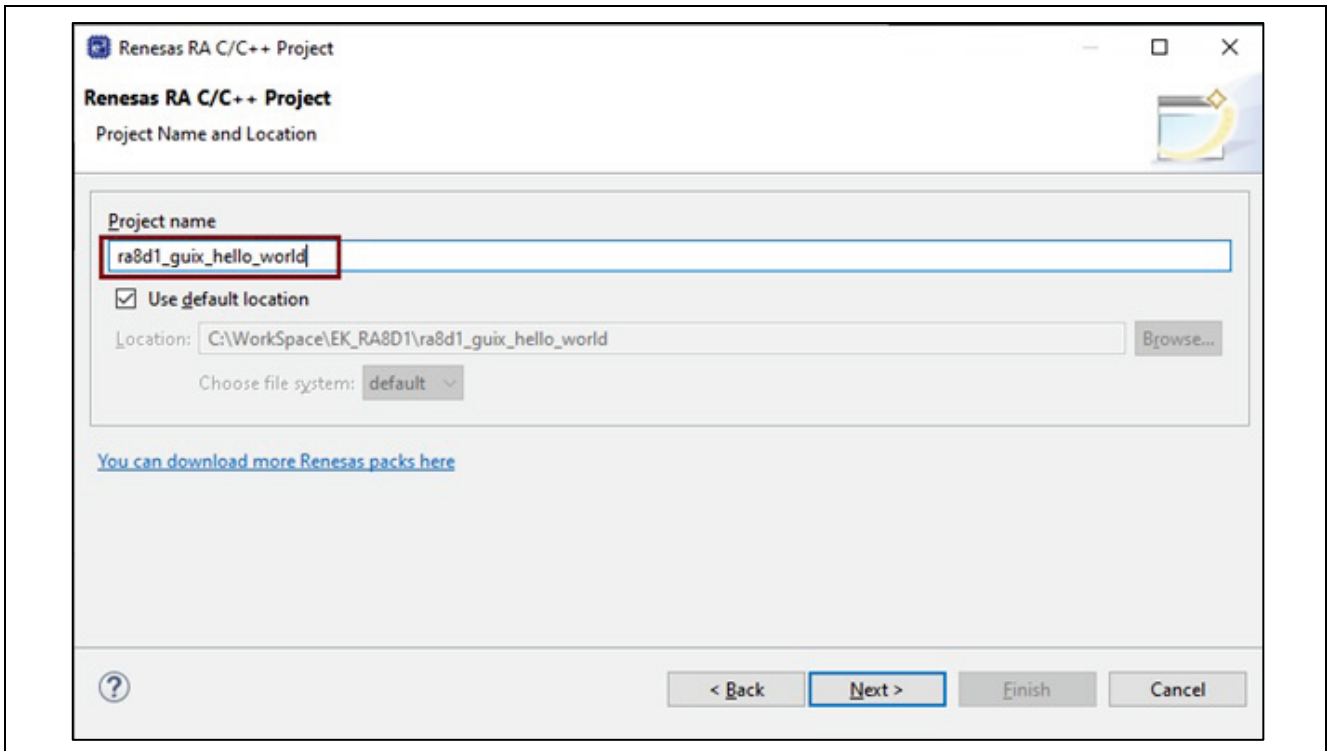 Renesas RA C/C++ Project
Renesas RA C/C++ Project
Project Name and Location
Project name
ra8d1_guix_hello_world
Use default location
Location: C:\WorkSpace\EK_RA8D1\ra8d1_guix_hello_world Browse...
Choose file system: default
You can download more Renesas packs here
? < Back Next > Finish Cancel